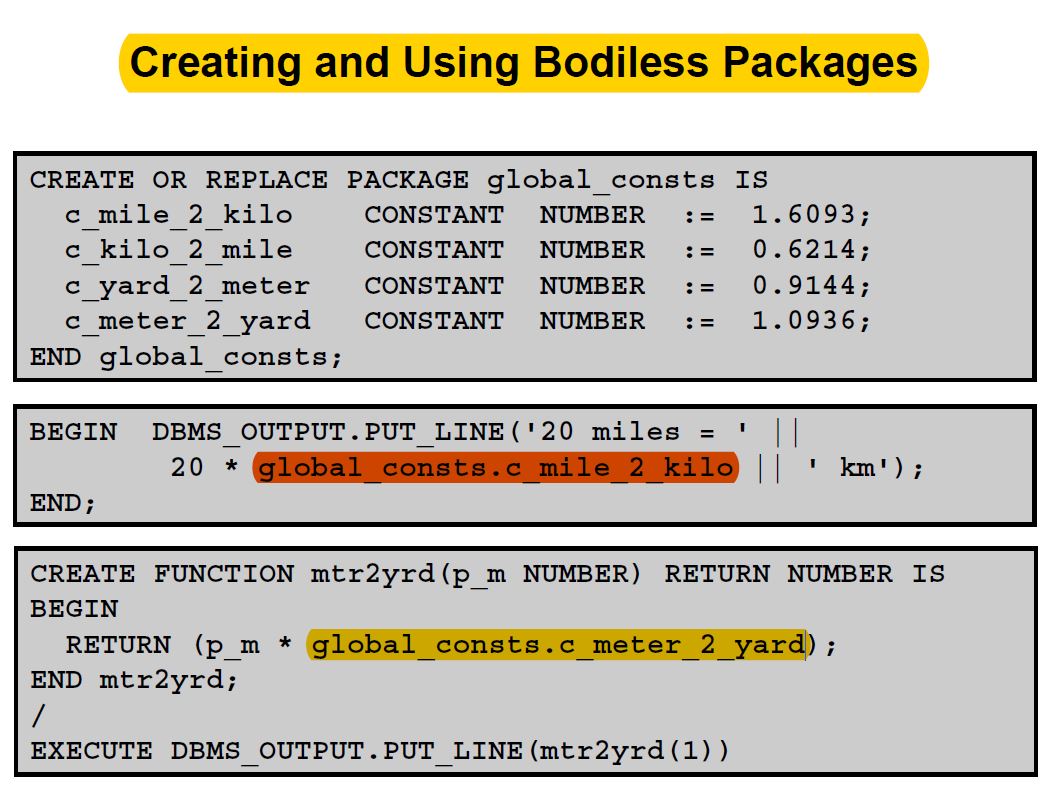 Creating and Using Bodiless Packages
CREATE OR REPLACE PACKAGE global_consts IS
  c_mile_2_kilo    CONSTANT  NUMBER  :=  1.6093;
  c_kilo_2_mile    CONSTANT  NUMBER  :=  0.6214;
  c_yard_2_meter   CONSTANT  NUMBER  :=  0.9144;
  c_meter_2_yard   CONSTANT  NUMBER  :=  1.0936;
END global_consts;
BEGIN  DBMS_OUTPUT.PUT_LINE('20 miles = ' ||
        20 * global_consts.c_mile_2_kilo || ' km');
END;
CREATE FUNCTION mtr2yrd(p_m NUMBER) RETURN NUMBER IS
BEGIN
  RETURN (p_m * global_consts.c_meter_2_yard);
END mtr2yrd;
/
EXECUTE DBMS_OUTPUT.PUT_LINE(mtr2yrd(1))